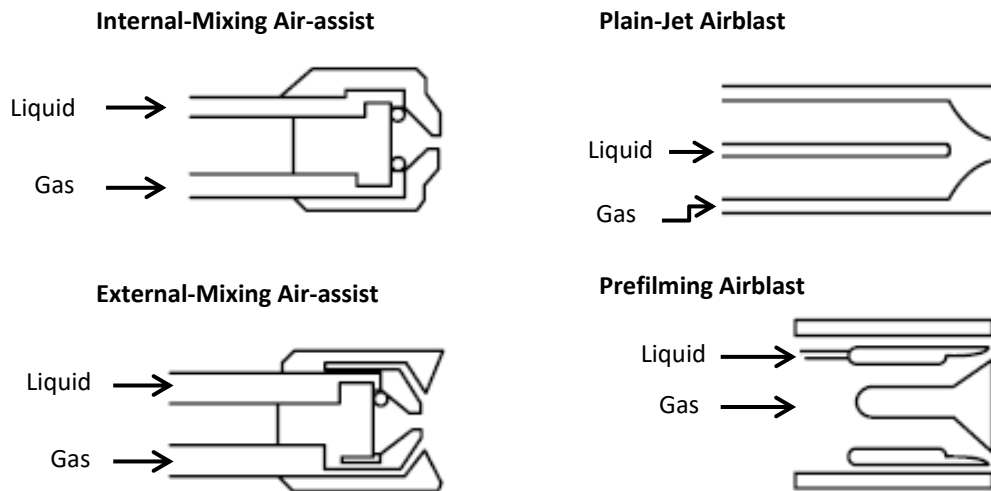 Internal-Mixing Air-assist
Liquid
Gas
Plain-Jet Airblast
Liquid
Gas
External-Mixing Air-assist
Liquid
Gas
Prefilming Airblast
Liquid
Gas